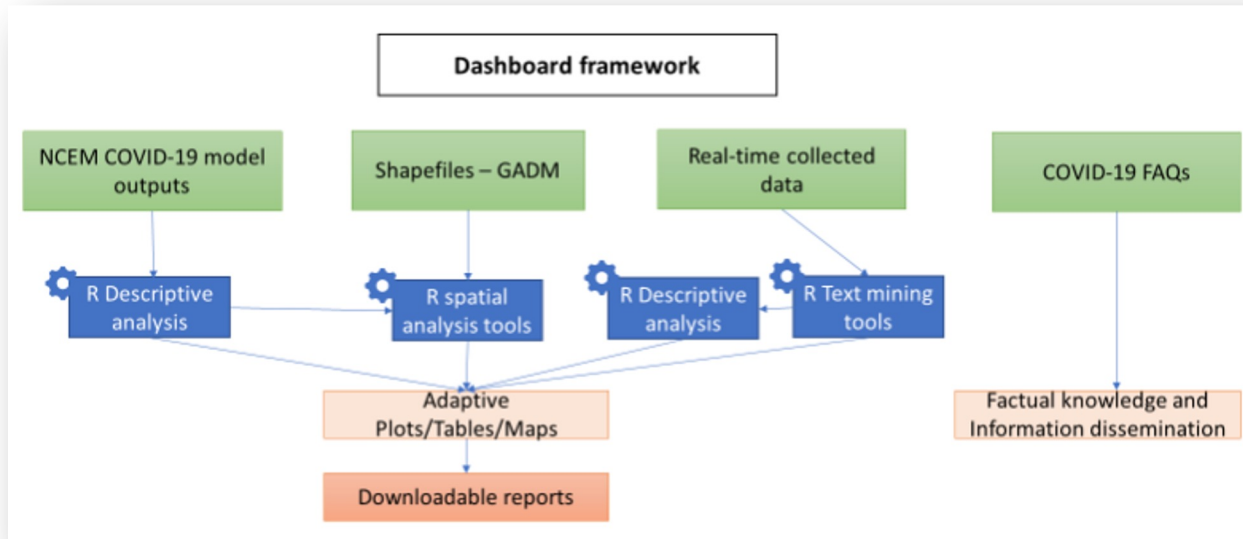 Dashboard framework
NCEM COVID-19 model
outputs
Shapefiles – GADM
Real-time collected
data
COVID-19 FAQs
R Descriptive
analysis
R spatial
analysis tools
R Descriptive
analysis
R Text mining
tools
Adaptive
Plots/Tables/Maps
Factual knowledge and
Information dissemination
Downloadable reports